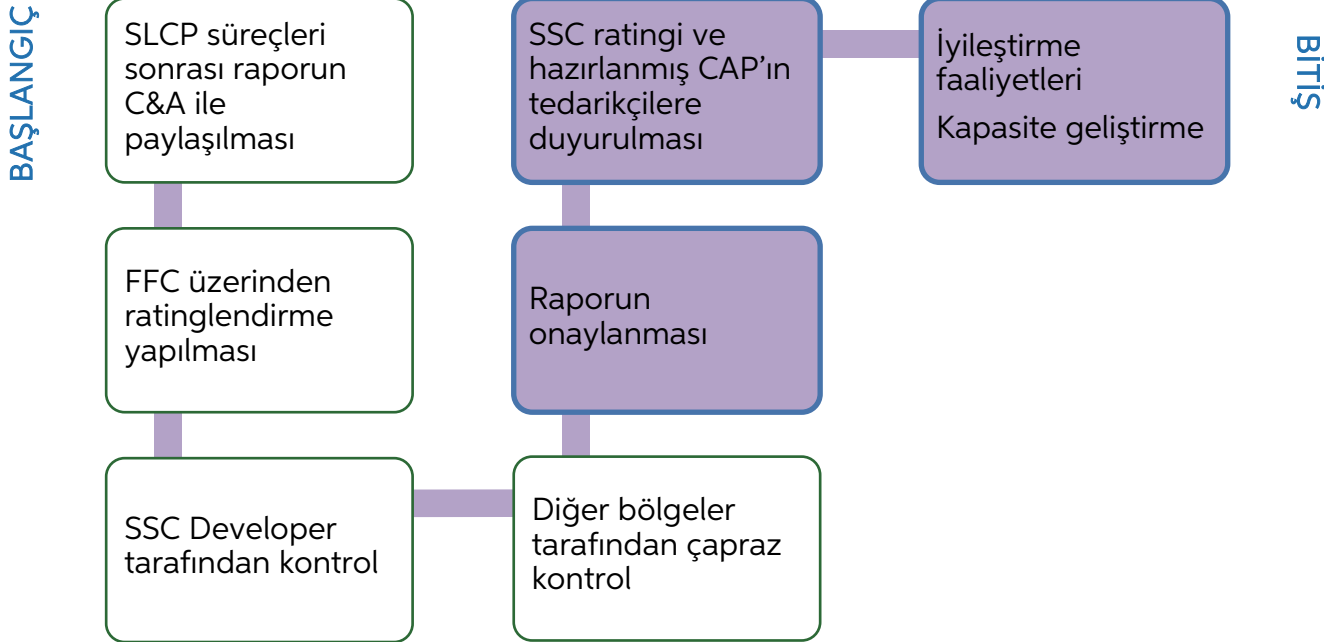 BAŞLANGIÇ
SLCP süreçleri
sonrası raporun
C&A ile
paylaşılması
FFC üzerinden
ratinglendirme
yapılması
SSC Developer
tarafından kontrol
Diğer bölgeler
tarafından çapraz
kontrol
Raporun
onaylanması
SSC ratingi ve
hazırlanmış CAP’ın
tedarikçilere
duyurulması
İyileştirme
faaliyetleri
Kapasite geliştirme
BİTİŞ